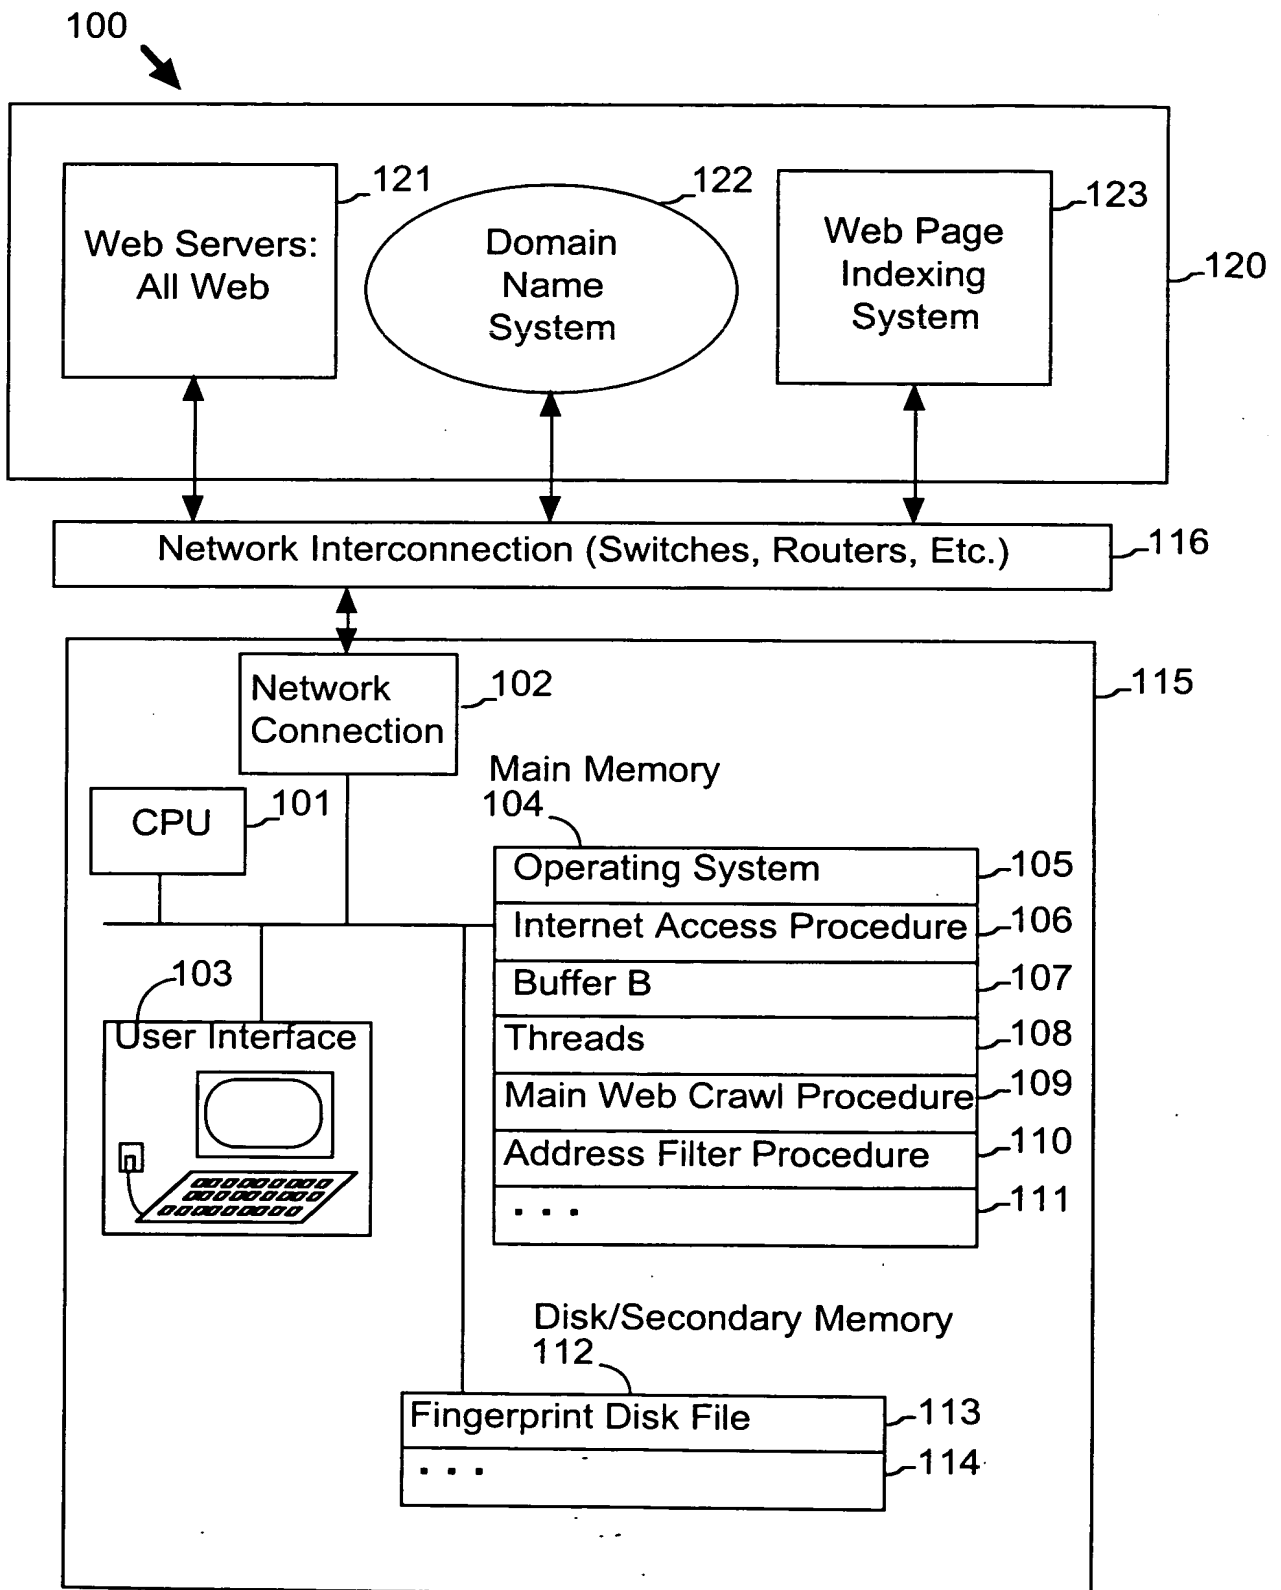 100
121
122
123
Web Servers:
All Web
Domain
Name
System
Web Page
Indexing
System
120
Network Interconnection (Switches, Routers, Etc.)
116
Network
Connection
102
115
Main Memory
104
CPU
101
Operating System
105
Internet Access Procedure
106
103
Buffer B
107
User Interface
Threads
108
Main Web Crawl Procedure
109
Address Filter Procedure
110
. . .
111
Disk/Secondary Memory
112
Fingerprint Disk File
113
. . .
114